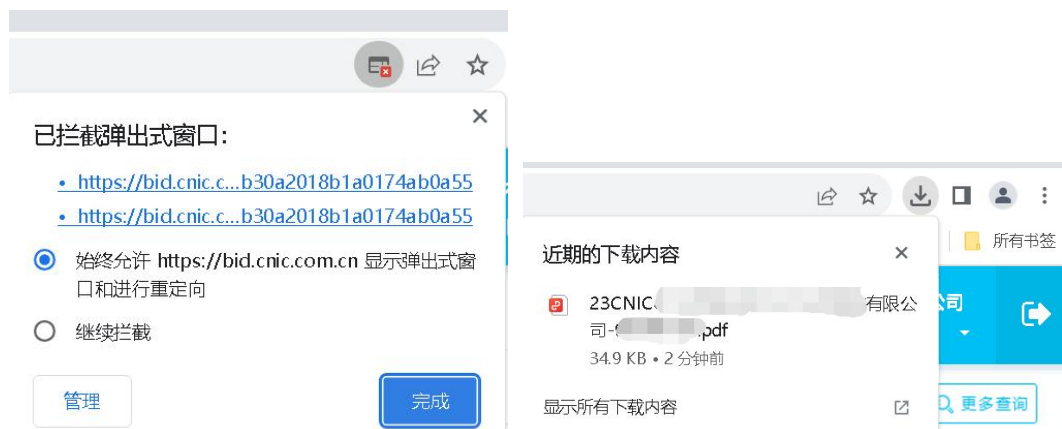 已拦截弹出式窗口：
• https://bid.cnic.c...b30a2018b1a0174ab0a55
• https://bid.cnic.c...b30a2018b1a0174ab0a55
始终允许 https://bid.cnic.com.cn 显示弹出式窗
口和进行重定向
继续拦截
管理
完成
所有书签
近期的下载内容
23CNIC
有限公
司-
.pdf
34.9 KB • 2 分钟前
公司
显示所有下载内容
更多查询